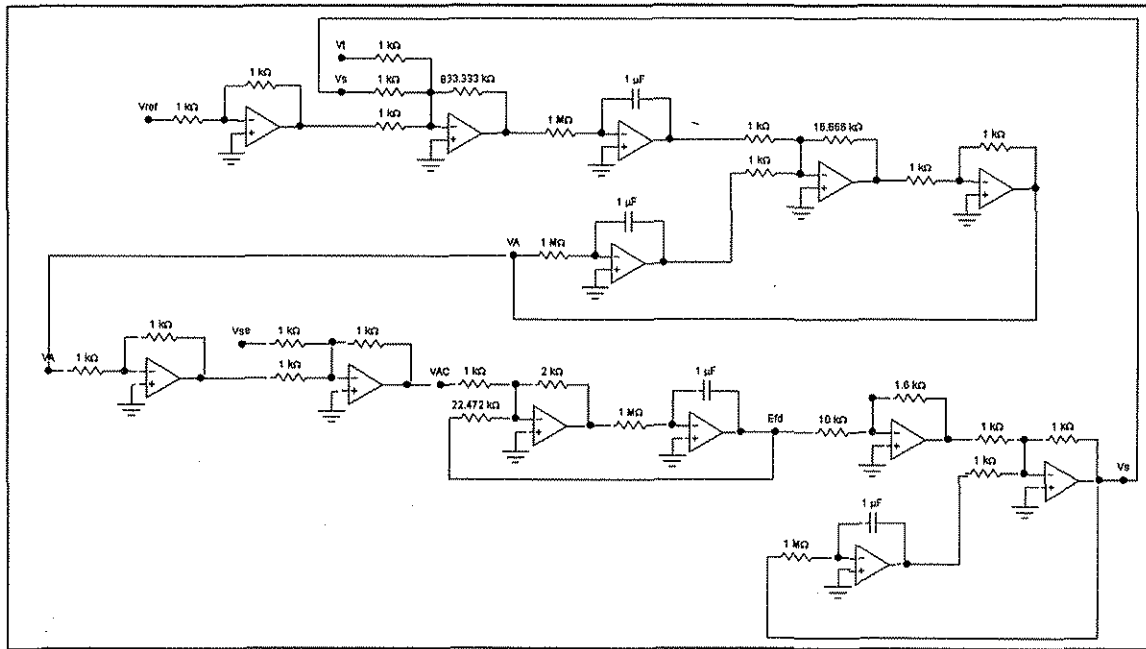 1 kΩ
Vt
1 kΩ
1 kΩ
Vs
1 kΩ
833.333 kΩ
1 µF
Vref
1 kΩ
1 kΩ
1 MΩ
1 kΩ
16.666 kΩ
1 kΩ
1 kΩ
1 kΩ
1 µF
VA
1 MΩ
1 kΩ
Vse
1 kΩ
1 kΩ
VA
1 kΩ
1 kΩ
VAC
1 kΩ
2 kΩ
1 µF
22.472 kΩ
1 MΩ
Efd
10 kΩ
1.6 kΩ
1 kΩ
1 kΩ
1 kΩ
Vs
1 µF
1 MΩ